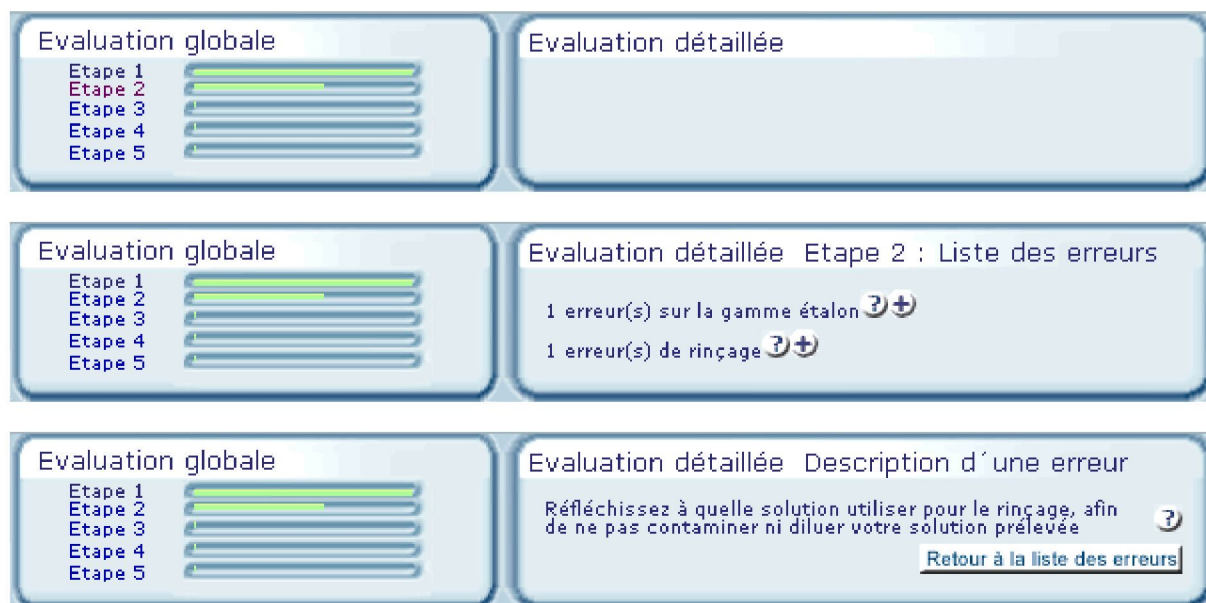 Evaluation globale
Etape 1
Etape 2
Etape 3
Etape 4
Etape 5
Evaluation détaillée
Evaluation globale
Etape 1
Etape 2
Etape 3
Etape 4
Etape 5
Evaluation détaillée Etape 2 : Liste des erreurs
1 erreur(s) sur la gamme étalon ? +
1 erreur(s) de rinçage ? +
Evaluation globale
Etape 1
Etape 2
Etape 3
Etape 4
Etape 5
Evaluation détaillée Description d´une erreur
Réfléchissez à quelle solution utiliser pour le rinçage, afin
de ne pas contaminer ni diluer votre solution prélevée ?
Retour à la liste des erreurs